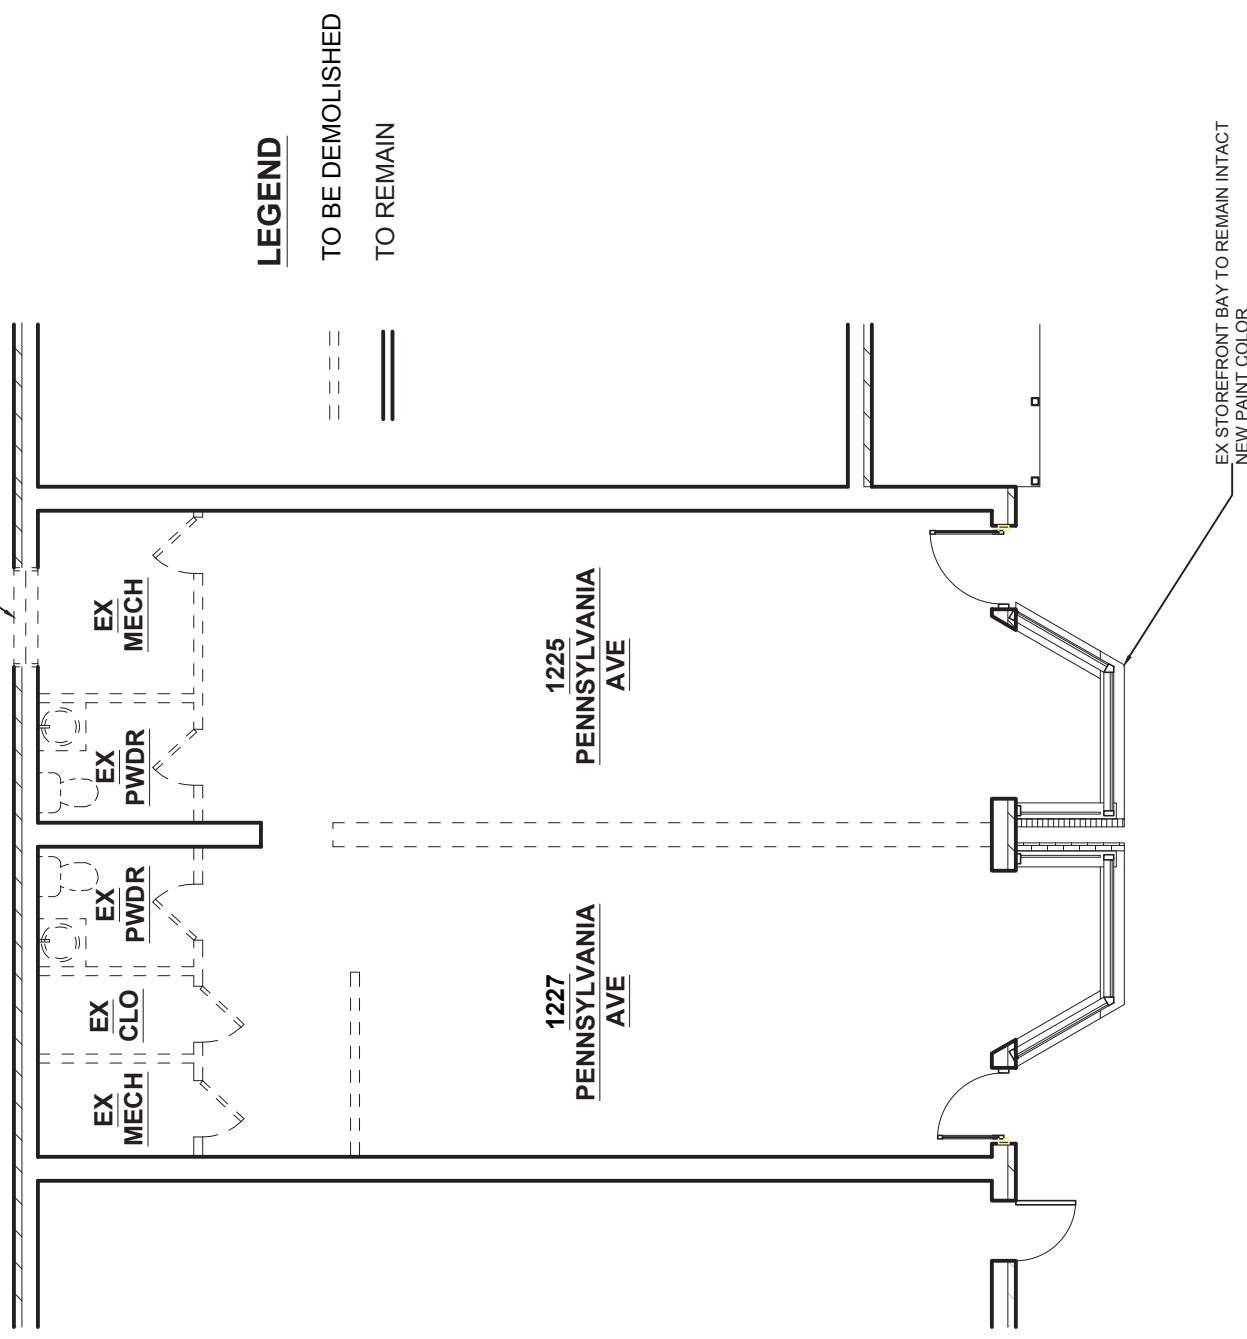 LEGEND
TO BE DEMOLISHED
TO REMAIN
EX
MECH
EX
CLO
EX
PWDR
EX
PWDR
EX
MECH
1227
PENNSYLVANIA
AVE
1225
PENNSYLVANIA
AVE
EX STOREFRONT BAY TO REMAIN INTACT
NEW PAINT COLOR